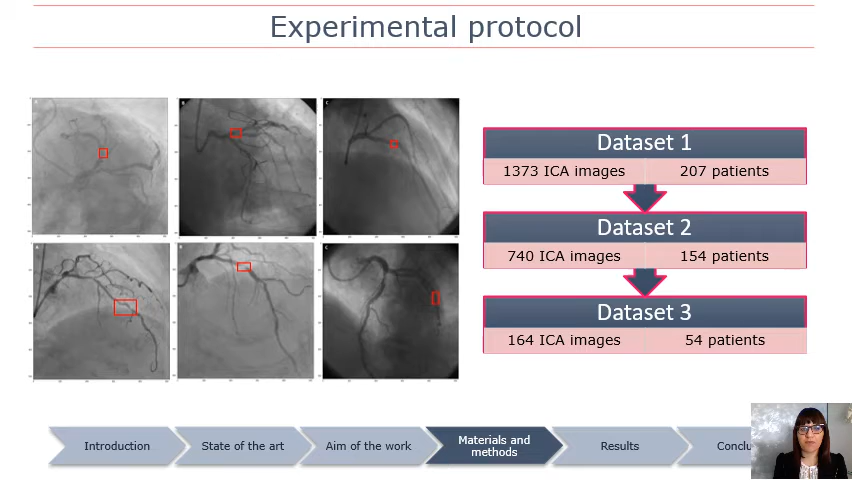 Experimental protocol
A
B
C
A
B
C
Dataset 1
1373 ICA images 207 patients
Dataset 2
740 ICA images 154 patients
Dataset 3
164 ICA images 54 patients
Introduction
State of the art
Aim of the work
Materials and
methods
Results